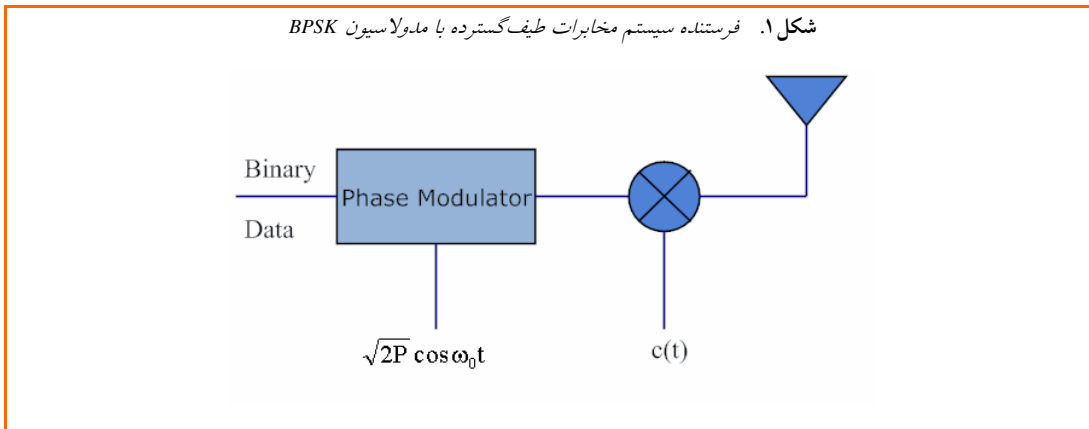 شکل ۱. فرستنده سیستم مخابرات طیف‌گسترده با مدولاسیون BPSK
Binary
Data
Phase Modulator
√2P cosω₀t
c(t)